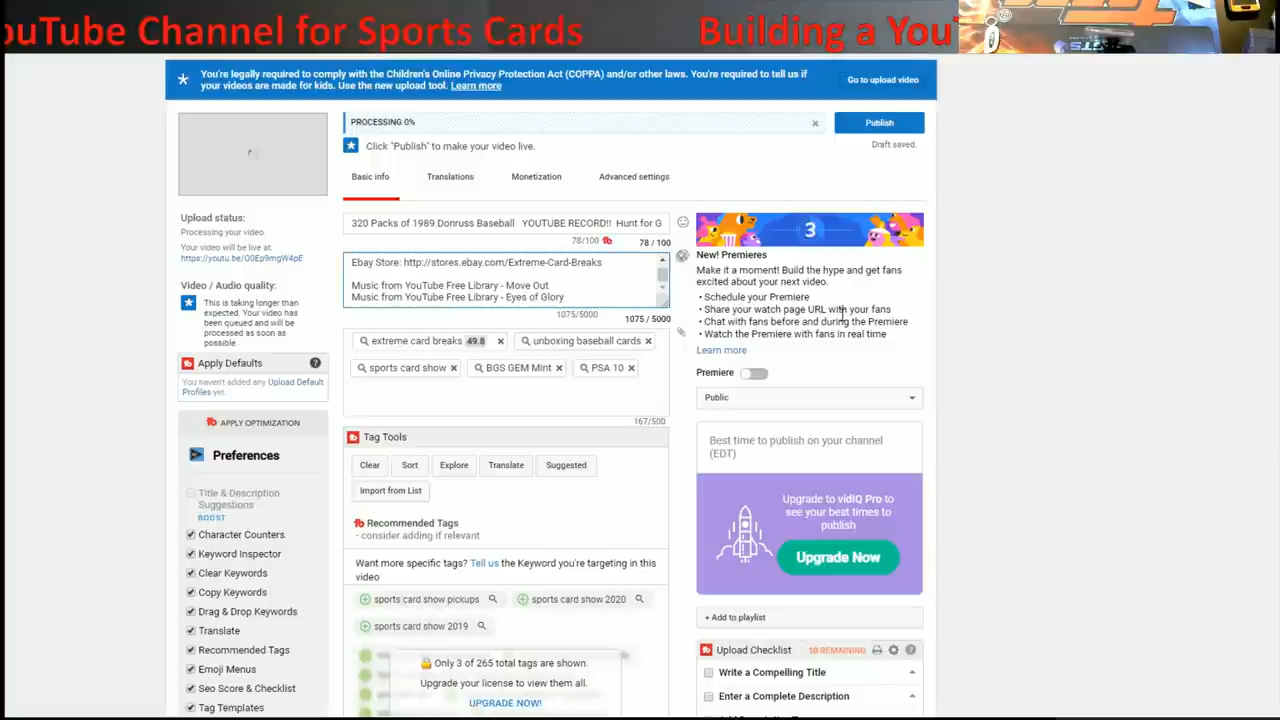 ouTube Channel for Sports Cards Building a YouT
You're legally required to comply with the Children's Online Privacy Protection Act (COPPA) and/or other laws. You're required to tell us if
your videos are made for kids. Use the new upload tool. Learn more
Go to upload video
PROCESSING 0%
Publish
Click "Publish" to make your video live.
Draft saved.
Basic info Translations Monetization Advanced settings
Upload status:
Processing your video.
Your video will be live at:
https://youtu.be/O0Ep9mgW4pE
Video / Audio quality:
This is taking longer than
expected. Your video has
been queued and will be
processed as soon as
possible.
Apply Defaults
You haven't added any Upload Default
Profiles yet.
APPLY OPTIMIZATION
Preferences
Title & Description
Suggestions
BOOST
Character Counters
Keyword Inspector
Clear Keywords
Copy Keywords
Drag & Drop Keywords
Translate
Recommended Tags
Emoji Menus
Seo Score & Checklist
Tag Templates
320 Packs of 1989 Donruss Baseball YOUTUBE RECORD!! Hunt for G
78/100 78 / 100
Ebay Store: http://stores.ebay.com/Extreme-Card-Breaks
Music from YouTube Free Library - Move Out
Music from YouTube Free Library - Eyes of Glory
1075/5000 1075 / 5000
extreme card breaks 49.8 unboxing baseball cards
sports card show BGS GEM Mint PSA 10
167/500
Tag Tools
Clear Sort Explore Translate Suggested
Import from List
Recommended Tags
- consider adding if relevant
Want more specific tags? Tell us the Keyword you're targeting in this
video
sports card show pickups sports card show 2020
sports card show 2019
Only 3 of 265 total tags are shown.
Upgrade your license to view them all.
UPGRADE NOW!
3
New! Premieres
Make it a moment! Build the hype and get fans
excited about your next video.
• Schedule your Premiere
• Share your watch page URL with your fans
• Chat with fans before and during the Premiere
• Watch the Premiere with fans in real time
Learn more
Premiere
Public
Best time to publish on your channel
(EDT)
Upgrade to vidIQ Pro to
see your best times to
publish
Upgrade Now
+ Add to playlist
Upload Checklist 10 REMAINING
Write a Compelling Title
Enter a Complete Description